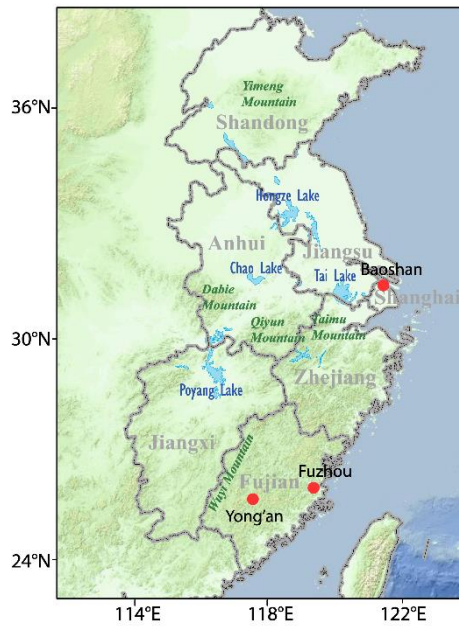 36°N
Yimeng
Mountain
Shandong
Hongze Lake
Anhui
Jiangsu
Chao Lake
Tai Lake
Baoshan
Shanghai
Dabie
Mountain
Qiyun
Mountain
Taimu
Mountain
30°N
Zhejiang
Poyang Lake
Jiangxi
Wuyi Mountain
Fujian
Fuzhou
Yong'an
24°N
114°E
118°E
122°E